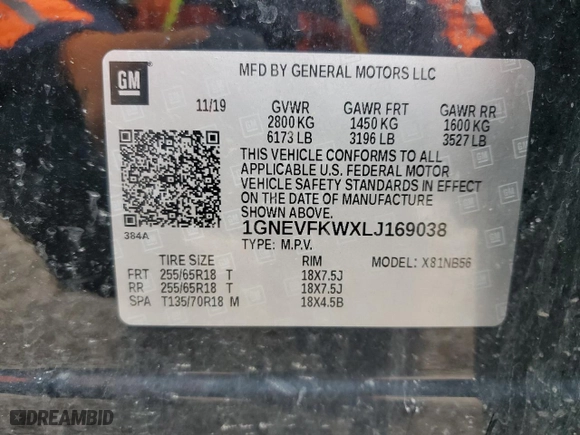 GM
MFD BY GENERAL MOTORS LLC
11/19 GVWR GAWR FRT GAWR RR
2800 KG 1450 KG 1600 KG
6173 LB 3196 LB 3527 LB
THIS VEHICLE CONFORMS TO ALL
APPLICABLE U.S. FEDERAL MOTOR
VEHICLE SAFETY STANDARDS IN EFFECT
ON THE DATE OF MANUFACTURE
SHOWN ABOVE.
384A
1GNEVFKWXLJ169038
TYPE: M.P.V.
TIRE SIZE RIM MODEL: X81NB56
FRT 255/65R18 T 18X7.5J
RR 255/65R18 T 18X7.5J
SPA T135/70R18 M 18X4.5B
DREAMBID